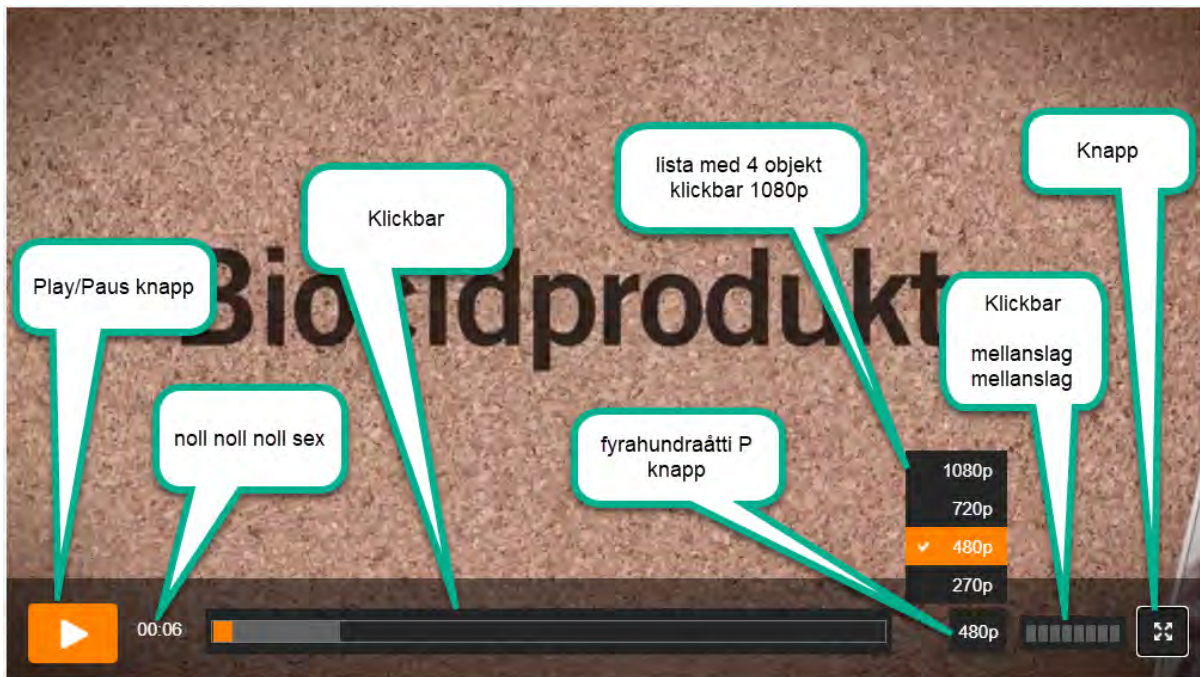 Knapp
lista med 4 objekt
klickbar 1080p
Klickbar
Play/Paus knapp
Biocidprodukt
Klickbar
mellanslag
mellanslag
noll noll noll sex
fyrahundraåtti P
knapp
1080p
720p
480p
270p
00:06
480p